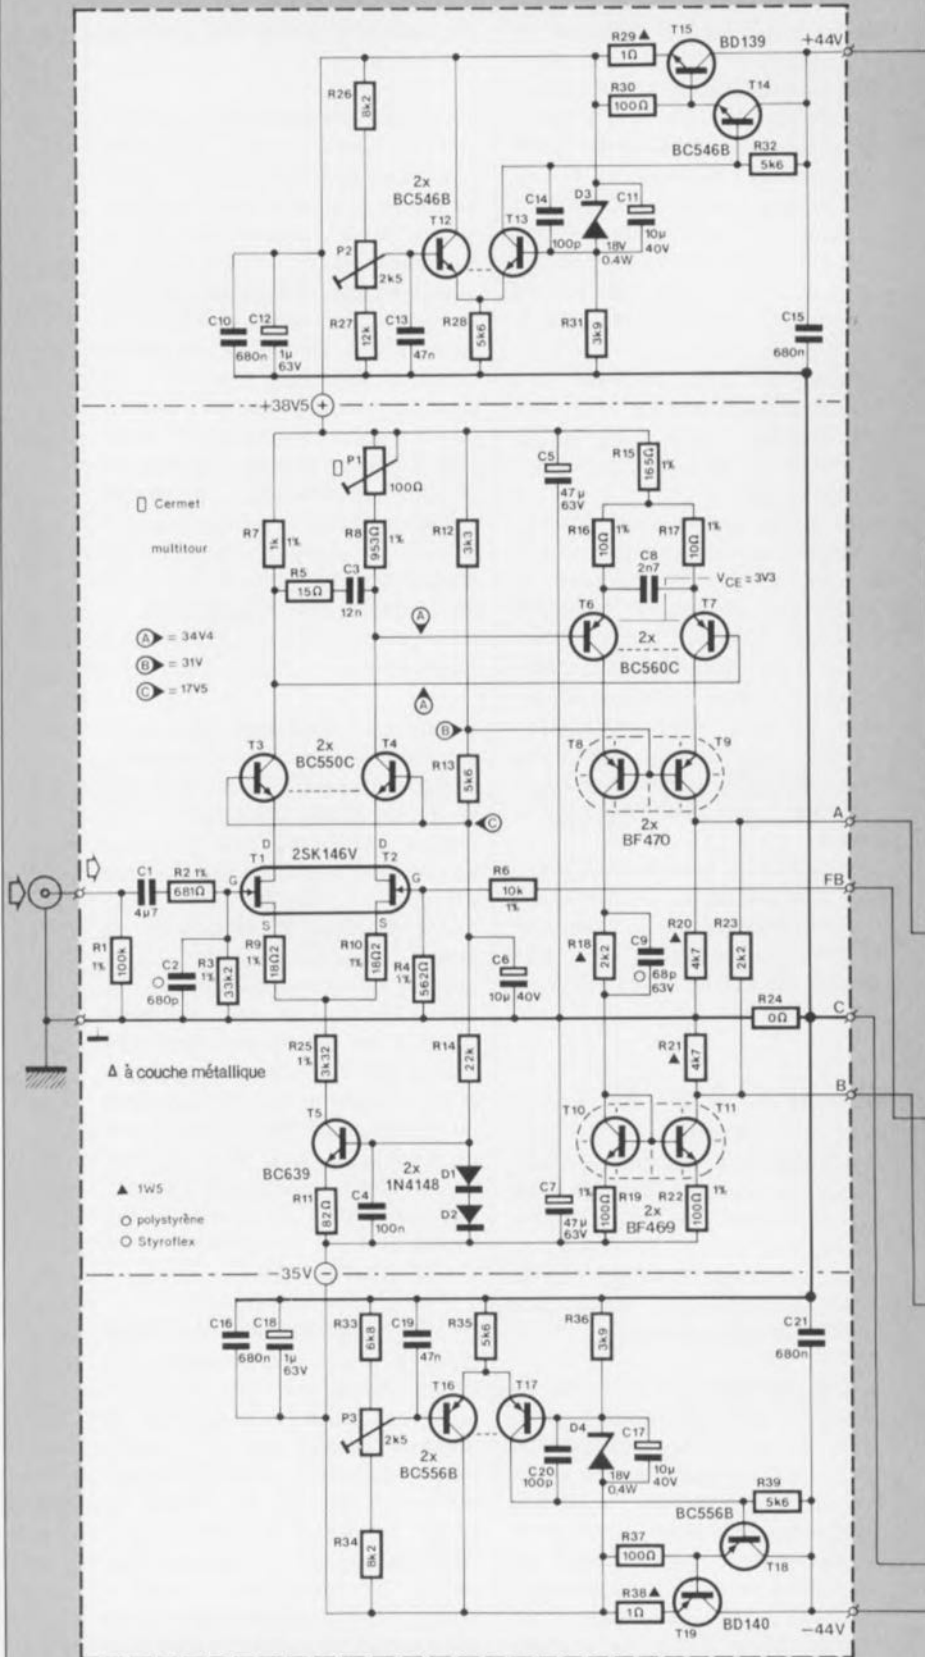 R29 ▲
1Ω
T15
BD139
+44V
R26
8k2
R30
100Ω
T14
BC546B
R32
5k6
2x
BC546B
T12
T13
C14
100p
D3
18V
0.4W
C11
10µ
40V
P2
2k5
C10
680n
C12
1µ
63V
R27
12k
C13
47n
R28
5k6
R31
3k9
C15
680n
+38V5 +
P1
100Ω
C5
47µ
63V
R15
165Ω
1%
Cermet
multitour
R7
1k
1%
R8
953Ω
1%
R12
3k3
R16
10Ω
1%
R17
10Ω
1%
R5
15Ω
C3
12n
C8
2n7
VCE = 3V3
A = 34V4
B = 31V
C = 17V5
A
A
T6
T7
2x
BC560C
B
T3
2x
BC550C
T4
R13
5k6
T8
T9
2x
BF470
C
A
D
D
T1
2SK146V
T2
G
G
S
S
C1
4µ7
R2 1%
681Ω
R6
10k
1%
FB
R1
1%
100k
C2
680p
R3
1%
33k2
R9
1%
18Ω2
R10
1%
18Ω2
R4
1%
562Ω
C6
10µ 40V
R18
▲
2k2
C9
68p
63V
R20
▲
4k7
R23
2k2
R24
0Ω
C
Δ à couche métallique
R25
1%
3k32
R14
22k
R21
▲
4k7
B
T5
BC639
T10
T11
▲ 1W5
polystyrène
Styroflex
R11
82Ω
C4
100n
2x
1N4148
D1
D2
C7
47µ
63V
1%
R19
100Ω
2x
BF469
R22
100Ω
1%
-35V −
C16
680n
C18
1µ
63V
R33
6k8
C19
47n
R35
5k6
R36
3k9
C21
680n
T16
T17
P3
2k5
2x
BC556B
C20
100p
D4
18V
0,4W
C17
10µ
40V
R39
5k6
BC556B
R34
8k2
R37
100Ω
T18
R38 ▲
1Ω
T19
BD140
−44V